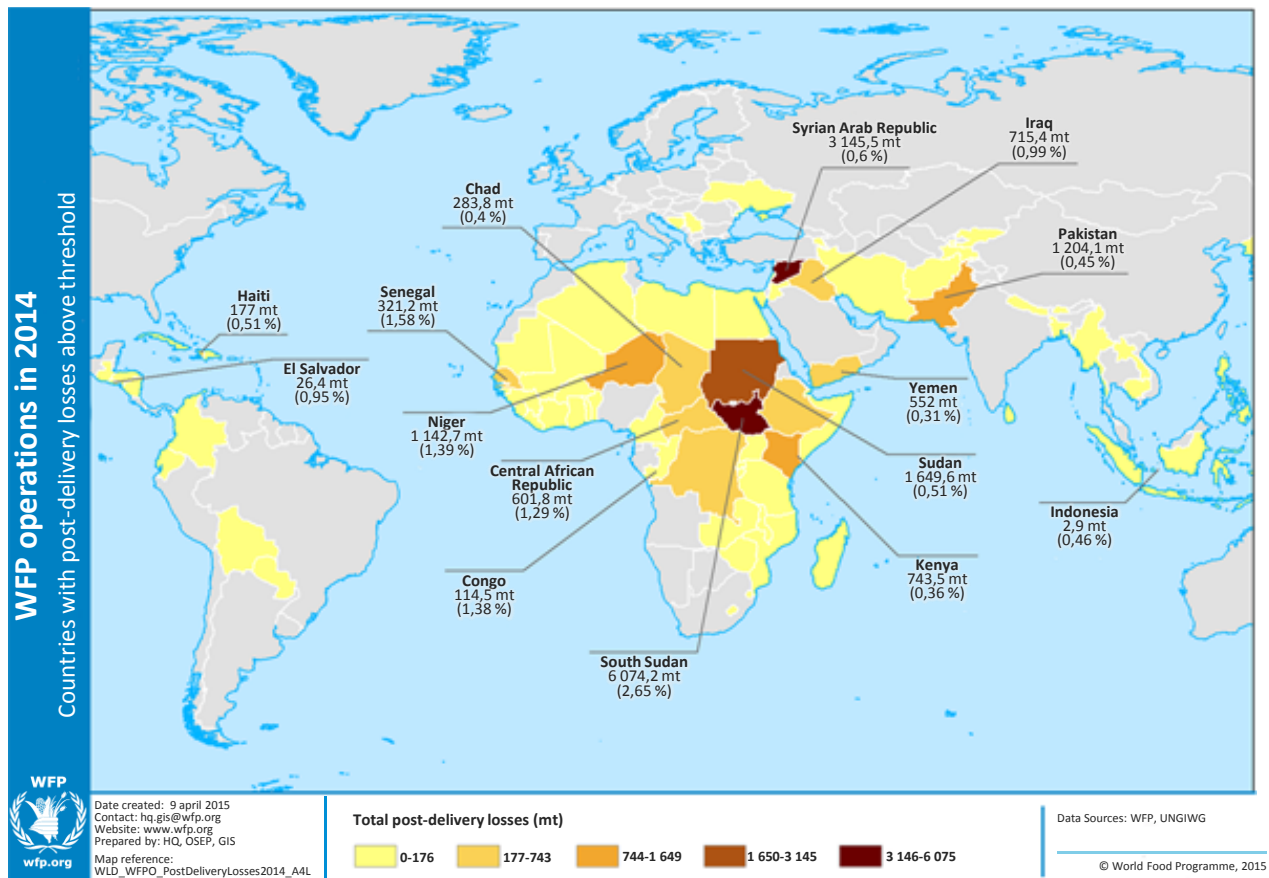 WFP operations in 2014
Countries with post-delivery losses above threshold
Syrian Arab Republic
3 145,5 mt
(0,6 %)
Iraq
715,4 mt
(0,99 %)
Chad
283,8 mt
(0,4 %)
Pakistan
1 204,1 mt
(0,45 %)
Haiti
177 mt
(0,51 %)
Senegal
321,2 mt
(1,58 %)
El Salvador
26,4 mt
(0,95 %)
Niger
1 142,7 mt
(1,39 %)
Yemen
552 mt
(0,31 %)
Central African
Republic
601,8 mt
(1,29 %)
Sudan
1 649,6 mt
(0,51 %)
Indonesia
2,9 mt
(0,46 %)
Congo
114,5 mt
(1,38 %)
Kenya
743,5 mt
(0,36 %)
South Sudan
6 074,2 mt
(2,65 %)
WFP
wfp.org
Date created: 9 april 2015
Contact: hq.gis@wfp.org
Website: www.wfp.org
Prepared by: HQ, OSEP, GIS
Map reference:
WLD_WFPO_PostDeliveryLosses2014_A4L
Total post-delivery losses (mt)
0-176
177-743
744-1 649
1 650-3 145
3 146-6 075
Data Sources: WFP, UNGIWG
© World Food Programme, 2015